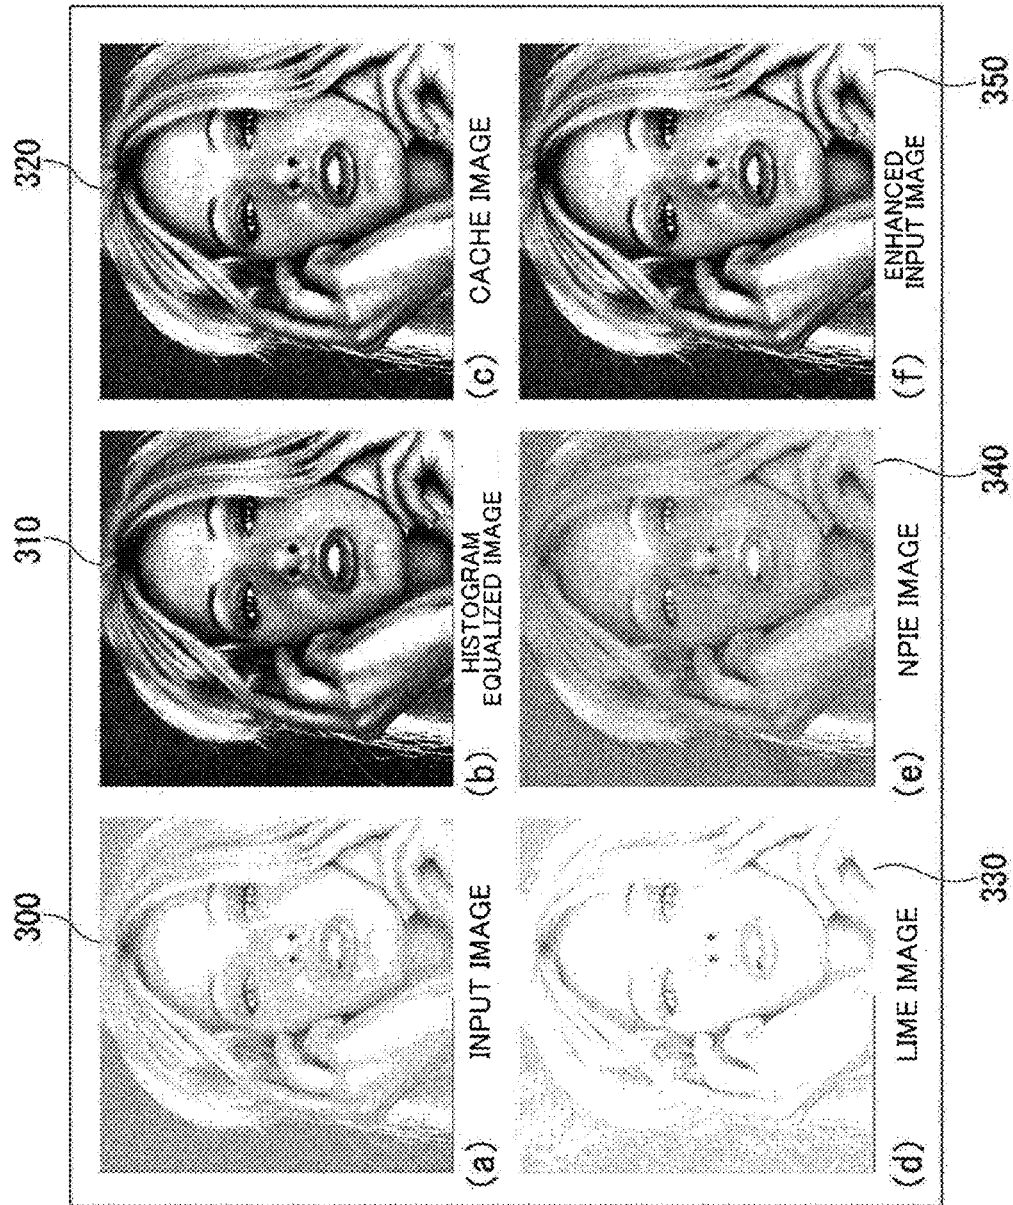 300
310
320
(a) INPUT IMAGE
(b) HISTOGRAM
EQUALIZED IMAGE
(c) CACHE IMAGE
(d) LIME IMAGE
(e) NPIE IMAGE
(f) ENHANCED
INPUT IMAGE
330
340
350